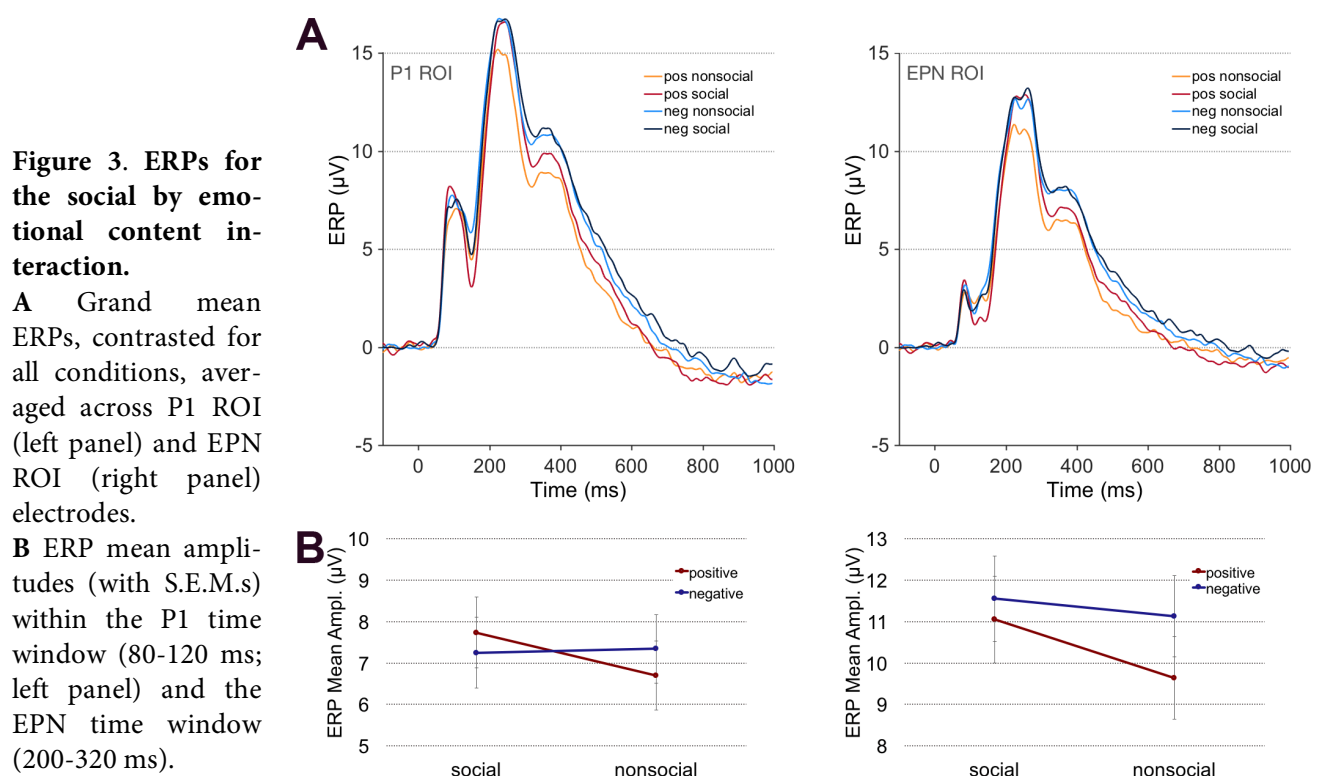 Figure 3. ERPs for
the social by emo-
tional content in-
teraction.
A Grand mean
ERPs, contrasted for
all conditions, aver-
aged across P1 ROI
(left panel) and EPN
ROI (right panel)
electrodes.
B ERP mean ampli-
tudes (with S.E.M.s)
within the P1 time
window (80-120 ms;
left panel) and the
EPN time window
(200-320 ms).
A
P1 ROI
pos nonsocial
pos social
neg nonsocial
neg social
ERP (μV)
15
10
5
0
-5
0 200 400 600 800 1000
Time (ms)
EPN ROI
pos nonsocial
pos social
neg nonsocial
neg social
ERP (μV)
15
10
5
0
-5
0 200 400 600 800 1000
Time (ms)
B
ERP Mean Ampl. (μV)
10
9
8
7
6
5
positive
negative
social nonsocial
ERP Mean Ampl. (μV)
13
12
11
10
9
8
positive
negative
social nonsocial